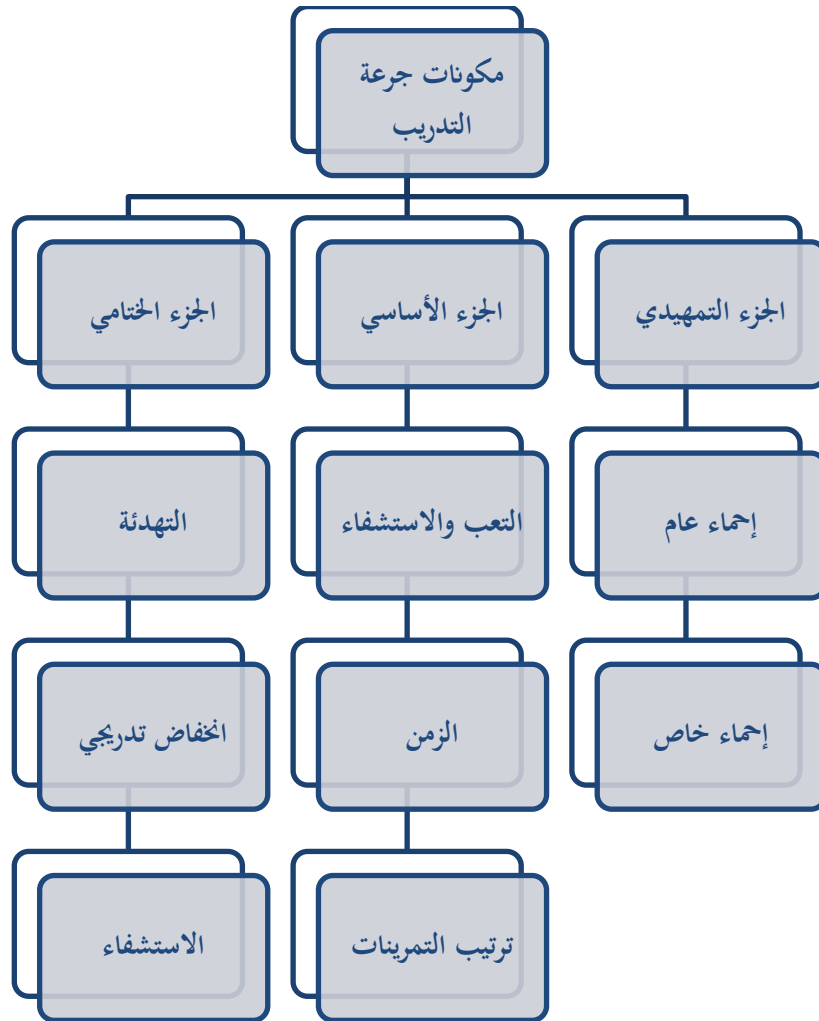 مكونات جرعة
التدريب
الجزء التمهيدي
الجزء الأساسي
الجزء الختامي
إحماء عام
التعب والاستشفاء
التهدئة
إحماء خاص
الزمن
انخفاض تدريجي
ترتيب التمرينات
الاستشفاء